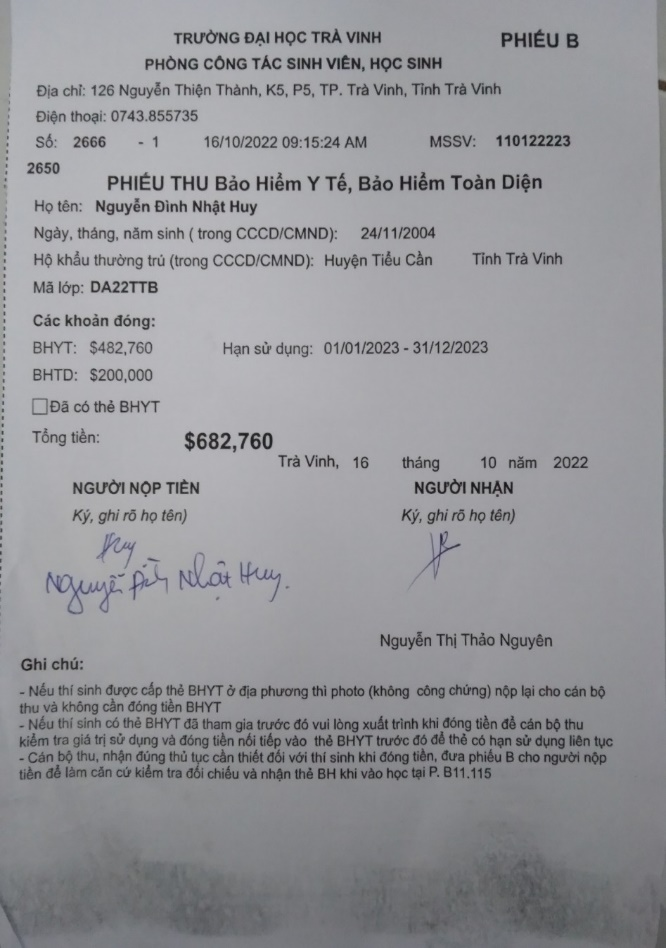 TRƯỜNG ĐẠI HỌC TRÀ VINH
PHIẾU B
PHÒNG CÔNG TÁC SINH VIÊN, HỌC SINH
Địa chỉ: 126 Nguyễn Thiện Thành, K5, P5, TP. Trà Vinh, Tỉnh Trà Vinh
Điện thoại: 0743.855735
Số: 2666 - 1 16/10/2022 09:15:24 AM MSSV: 110122223
2650
PHIẾU THU Bảo Hiểm Y Tế, Bảo Hiểm Toàn Diện
Họ tên: Nguyễn Đình Nhật Huy
Ngày, tháng, năm sinh ( trong CCCD/CMND): 24/11/2004
Hộ khẩu thường trú (trong CCCD/CMND): Huyện Tiểu Cần Tỉnh Trà Vinh
Mã lớp: DA22TTB
Các khoản đóng:
BHYT: $482,760 Hạn sử dụng: 01/01/2023 - 31/12/2023
BHTD: $200,000
Đã có thẻ BHYT
Tổng tiền: $682,760
Trà Vinh, 16 tháng 10 năm 2022
NGƯỜI NỘP TIỀN NGƯỜI NHẬN
Ký, ghi rõ họ tên) Ký, ghi rõ họ tên)
Huy
Nguyễn Đình Nhật Huy.
Nguyễn Thị Thảo Nguyên
Ghi chú:
- Nếu thí sinh được cấp thẻ BHYT ở địa phương thì photo (không công chứng) nộp lại cho cán bộ
thu và không cần đóng tiền BHYT
- Nếu thí sinh có thẻ BHYT đã tham gia trước đó vui lòng xuất trình khi đóng tiền để cán bộ thu
kiểm tra giá trị sử dụng và đóng tiền nối tiếp vào thẻ BHYT trước đó để thẻ có hạn sử dụng liên tục
- Cán bộ thu, nhận đúng thủ tục cần thiết đối với thí sinh khi đóng tiền, đưa phiếu B cho người nộp
tiền để làm căn cứ kiểm tra đối chiếu và nhận thẻ BH khi vào học tại P. B11.115